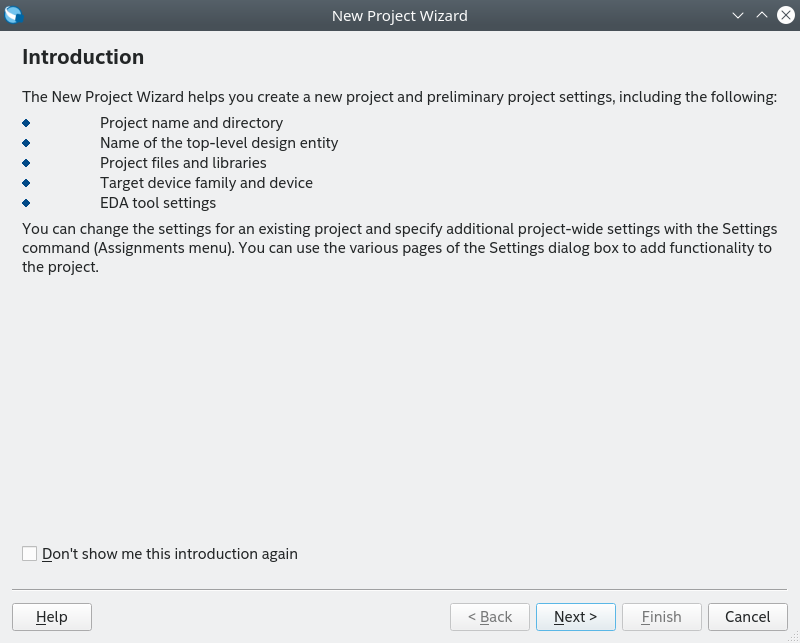 New Project Wizard
Introduction
The New Project Wizard helps you create a new project and preliminary project settings, including the following:
Project name and directory
Name of the top-level design entity
Project files and libraries
Target device family and device
EDA tool settings
You can change the settings for an existing project and specify additional project-wide settings with the Settings
command (Assignments menu). You can use the various pages of the Settings dialog box to add functionality to
the project.
Don't show me this introduction again
Help
< Back
Next >
Finish
Cancel